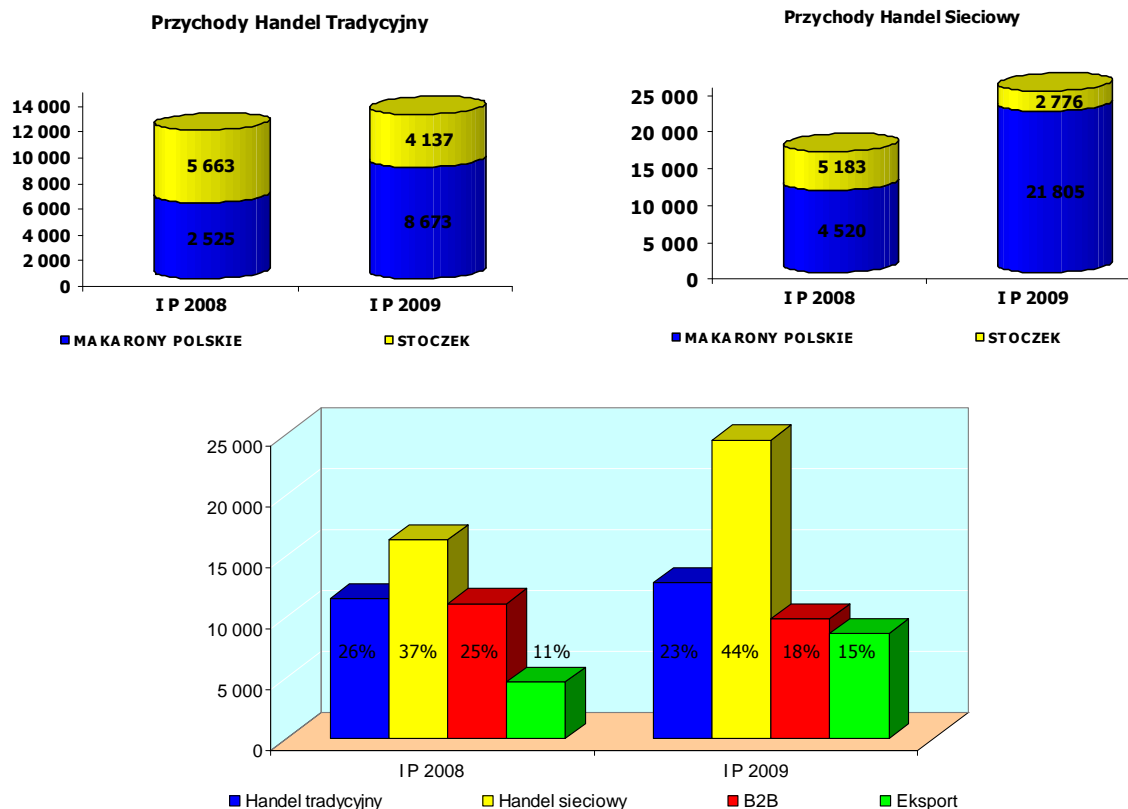 Przychody Handel Tradycyjny
14 000
12 000
10 000
8 000
6 000
4 000
2 000
0
5 663
2 525
4 137
8 673
I P 2008
I P 2009
MAKARONY POLSKIE
STOCZEK
Przychody Handel Sieciowy
25 000
20 000
15 000
10 000
5 000
0
5 183
4 520
2 776
21 805
I P 2008
I P 2009
MAKARONY POLSKIE
STOCZEK
25 000
20 000
15 000
10 000
5 000
0
26%
37%
25%
11%
23%
44%
18%
15%
I P 2008
I P 2009
Handel tradycyjny
Handel sieciowy
B2B
Eksport